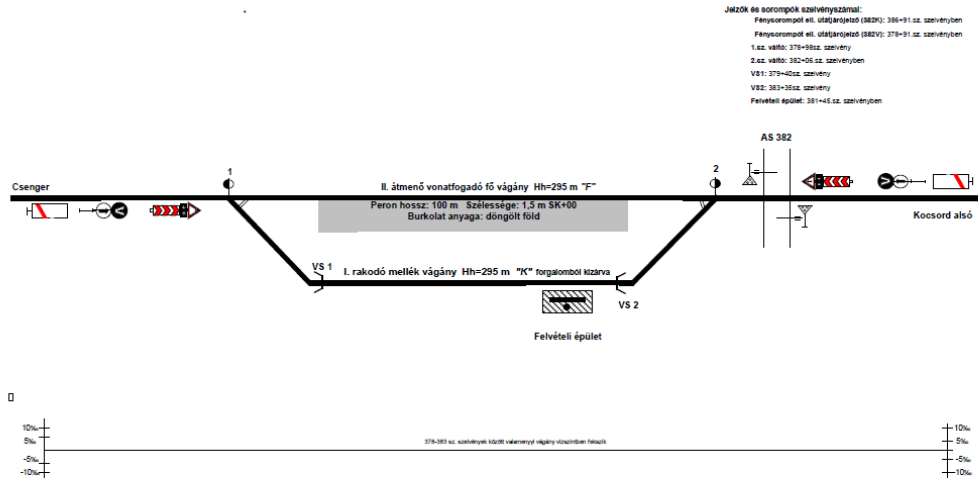 Jelzők és sorompók szelvényszámai:
Fénysorompót ell. útátjárójelző (382K): 386+91.sz. szelvényben
Fénysorompót ell. útátjárójelző (382V): 378+91.sz. szelvényben
1.sz. váltó: 378+98sz. szelvény
2.sz. váltó: 382+06.sz. szelvényben
VS1: 379+40sz. szelvény
VS2: 383+35sz. szelvény
Felvételi épület: 381+45.sz. szelvényben
AS 382
1
2
Csenger
II. átmenő vonatfogadó fő vágány Hh=295 m "F"
Peron hossz: 100 m Szélessége: 1,5 m SK+00
Burkolat anyaga: döngölt föld
Kocsord alsó
VS 1
I. rakodó mellék vágány Hh=295 m "K" forgalomból kizárva
VS 2
Felvételi épület
10‰
5‰
-5‰
-10‰
378-383 sz. szelvények között valamennyi vágány vízszintben fekszik
10‰
5‰
-5‰
-10‰